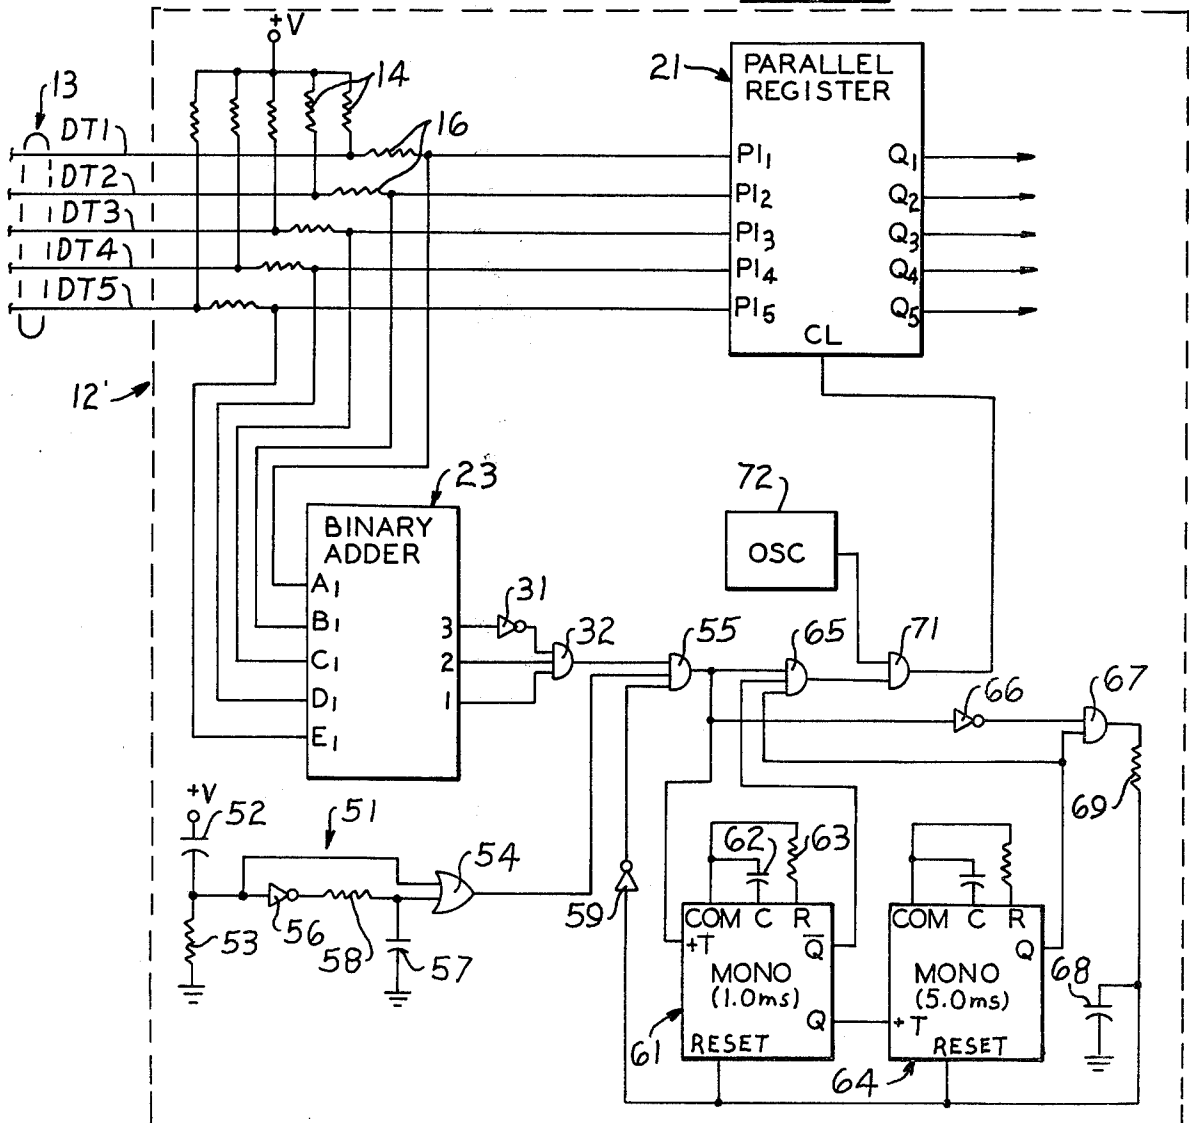 +V
13
14
21
PARALLEL
REGISTER
DT1
16
PI1
Q1
DT2
PI2
Q2
DT3
PI3
Q3
DT4
PI4
Q4
DT5
PI5
Q5
CL
12'
23
72
BINARY
ADDER
OSC
A1
31
B1
3
32
55
65
71
C1
2
D1
1
66
67
E1
+V
52
51
69
54
62
63
59
56
COM C R
COM C R
53
58
57
+T
Q̅
Q
68
MONO
(1.0ms)
MONO
(5.0ms)
Q
+T
61
RESET
RESET
64